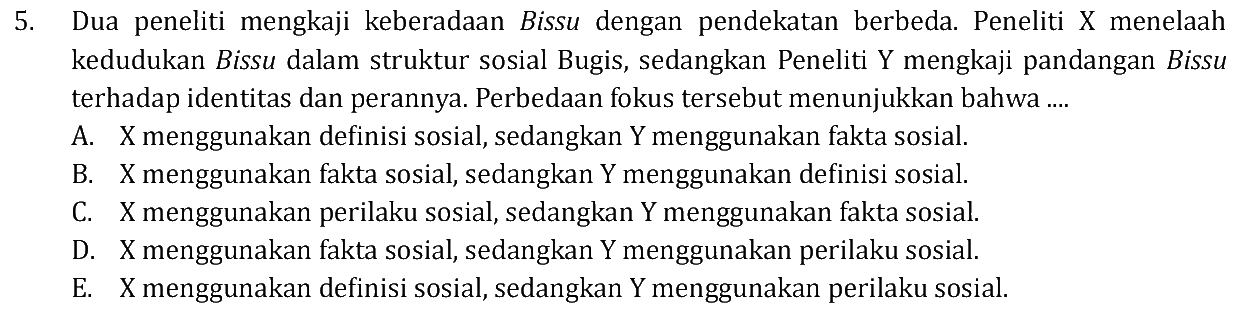 5. Dua peneliti mengkaji keberadaan Bissu dengan pendekatan berbeda. Peneliti X menelaah
kedudukan Bissu dalam struktur sosial Bugis, sedangkan Peneliti Y mengkaji pandangan Bissu
terhadap identitas dan perannya. Perbedaan fokus tersebut menunjukkan bahwa ....
A. X menggunakan definisi sosial, sedangkan Y menggunakan fakta sosial.
B. X menggunakan fakta sosial, sedangkan Y menggunakan definisi sosial.
C. X menggunakan perilaku sosial, sedangkan Y menggunakan fakta sosial.
D. X menggunakan fakta sosial, sedangkan Y menggunakan perilaku sosial.
E. X menggunakan definisi sosial, sedangkan Y menggunakan perilaku sosial.